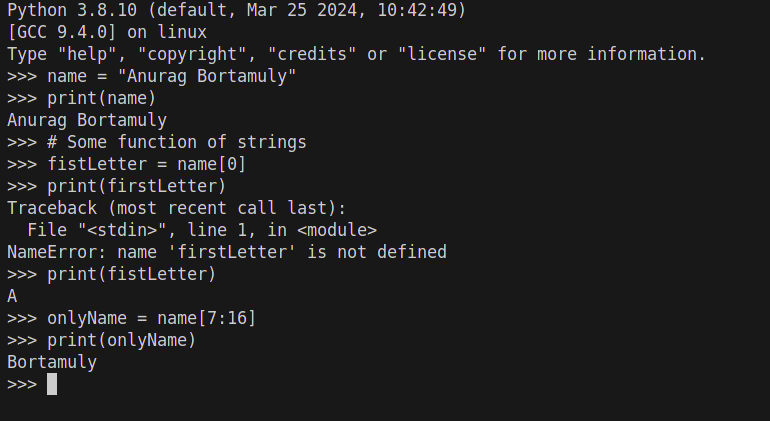 Python 3.8.10 (default, Mar 25 2024, 10:42:49)
[GCC 9.4.0] on linux
Type "help", "copyright", "credits" or "license" for more information.
>>> name = "Anurag Bortamuly"
>>> print(name)
Anurag Bortamuly
>>> # Some function of strings
>>> fistLetter = name[0]
>>> print(firstLetter)
Traceback (most recent call last):
  File "<stdin>", line 1, in <module>
NameError: name 'firstLetter' is not defined
>>> print(fistLetter)
A
>>> onlyName = name[7:16]
>>> print(onlyName)
Bortamuly
>>>